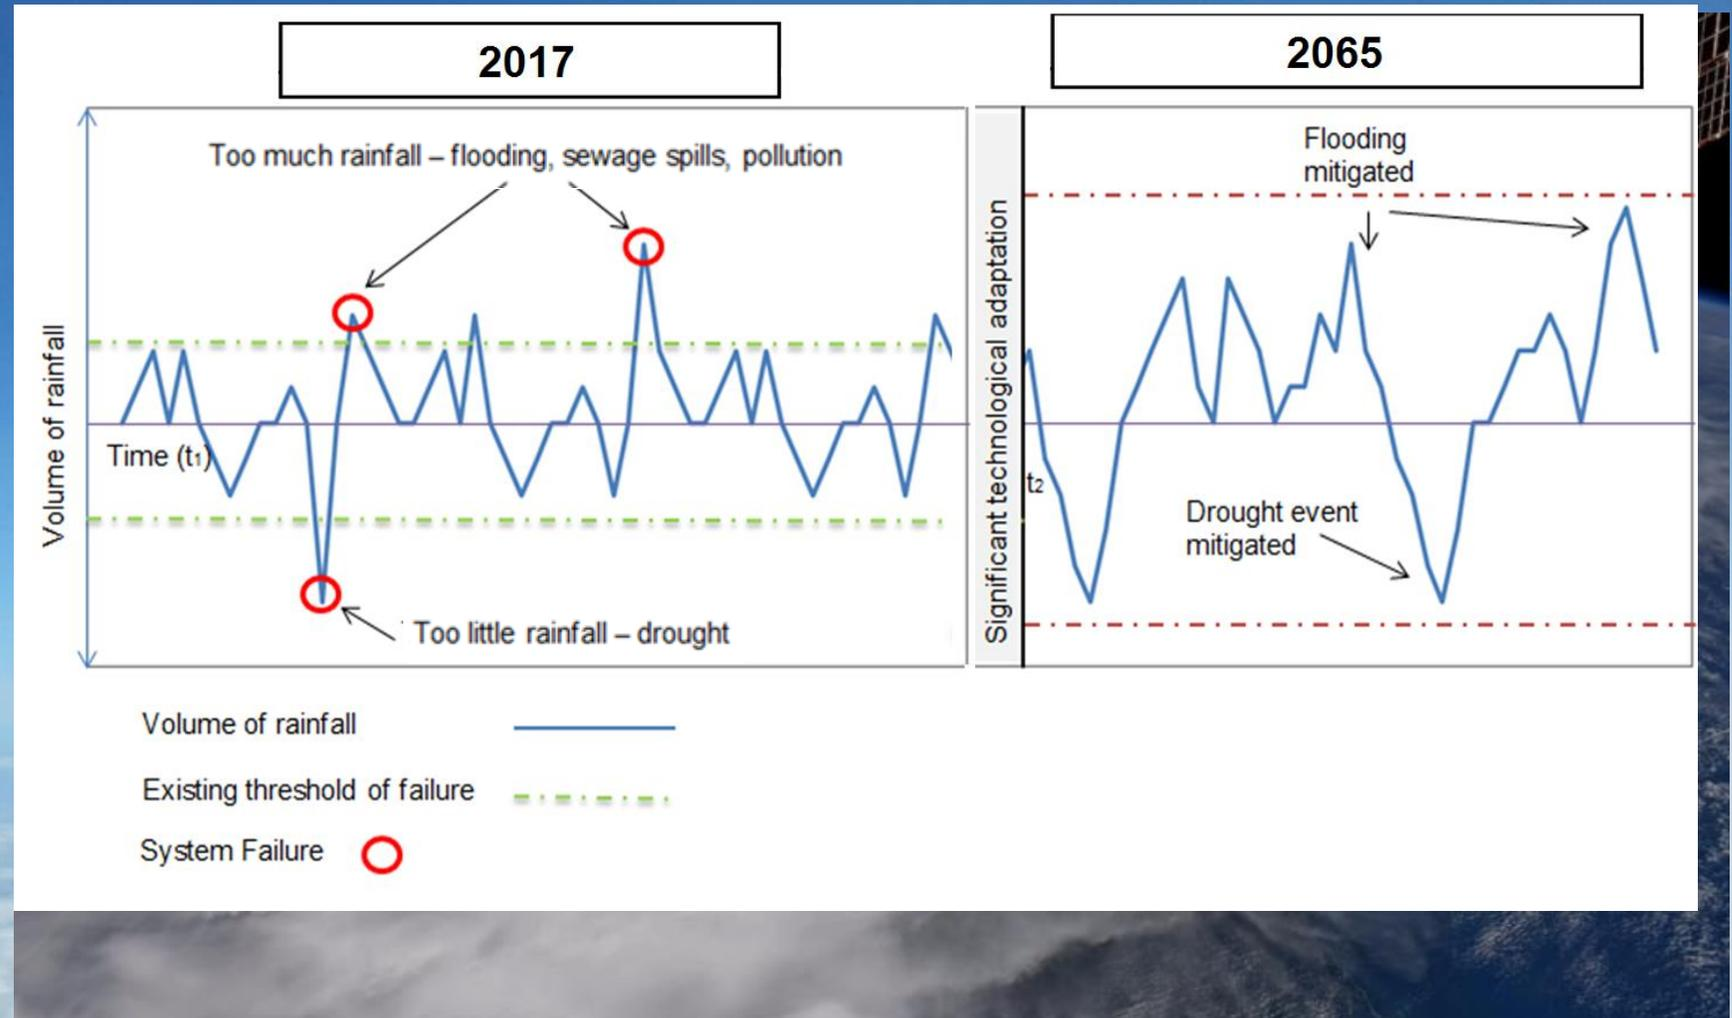 2017
2065
Too much rainfall – flooding, sewage spills, pollution
Flooding
mitigated
Volume of rainfall
Time (t₁)
Significant technological adaptation
t₂
Drought event
mitigated
Too little rainfall – drought
Volume of rainfall
Existing threshold of failure
System Failure